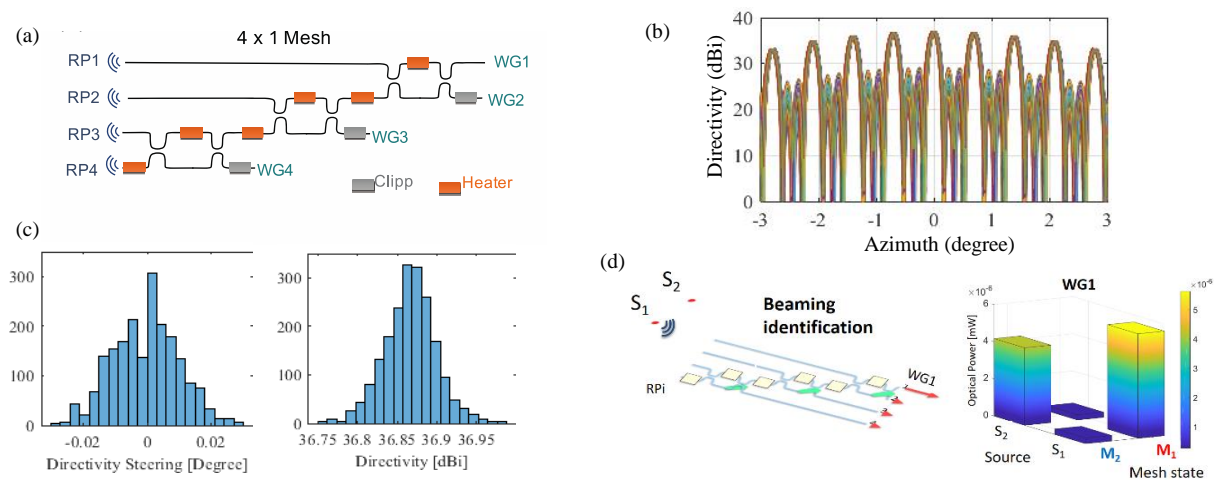 (a)
4 x 1 Mesh
RP1
WG1
RP2
WG2
RP3
WG3
RP4
WG4
Clipp
Heater
(b)
Directivity (dBi)
40
30
20
10
0
-3
-2
-1
0
1
2
3
Azimuth (degree)
(c)
300
200
100
0
-0.02
0
0.02
Directivity Steering [Degree]
300
200
100
0
36.75
36.8
36.85
36.9
36.95
Directivity [dBi]
(d)
S1
S2
Beaming
identification
RPi
WG1
WG1
×10-6
Optical Power [mW]
6
4
2
0
S2
S1
Source
M2
M1
Mesh state
×10-6
5
4
3
2
1